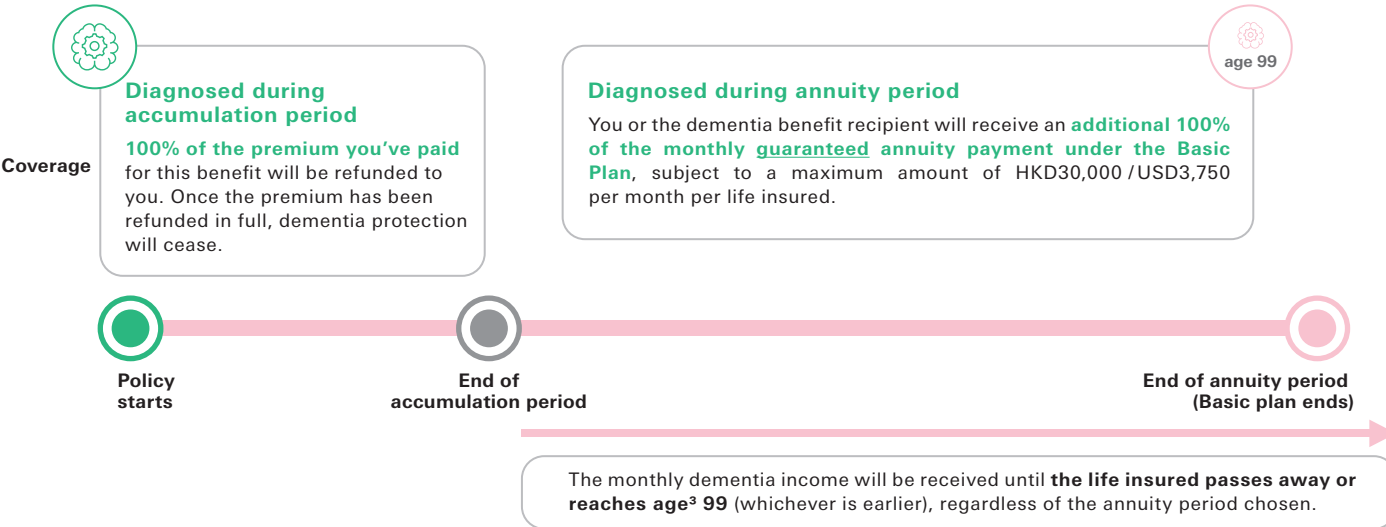 Coverage
Diagnosed during
accumulation period
100% of the premium you’ve paid
for this benefit will be refunded to
you. Once the premium has been
refunded in full, dementia protection
will cease.
age 99
Diagnosed during annuity period
You or the dementia benefit recipient will receive an additional 100%
of the monthly guaranteed annuity payment under the Basic
Plan, subject to a maximum amount of HKD30,000/USD3,750
per month per life insured.
Policy
starts
End of
accumulation period
End of annuity period
(Basic plan ends)
The monthly dementia income will be received until the life insured passes away or
reaches age³ 99 (whichever is earlier), regardless of the annuity period chosen.